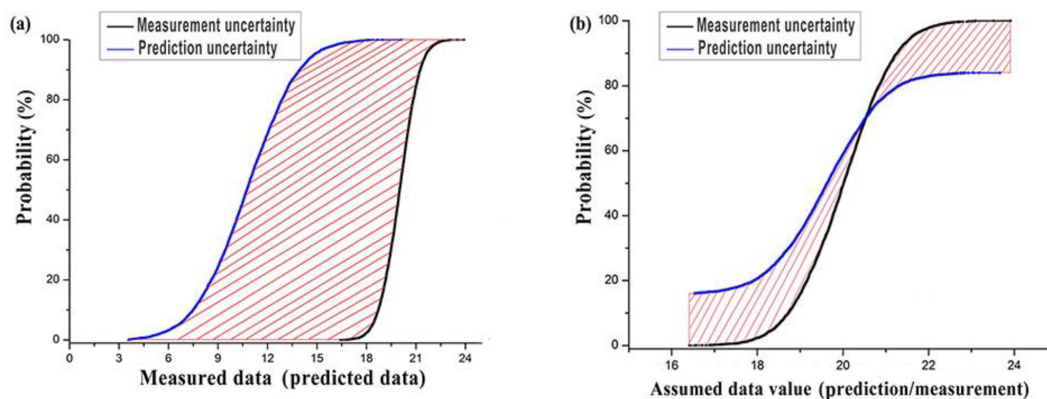 (a)
Measurement uncertainty
Prediction uncertainty
100
80
60
40
20
0
Probability (%)
0 3 6 9 12 15 18 21 24
Measured data (predicted data)
(b)
Measurement uncertainty
Prediction uncertainty
100
80
60
40
20
0
Probability (%)
16 18 20 22 24
Assumed data value (prediction/measurement)